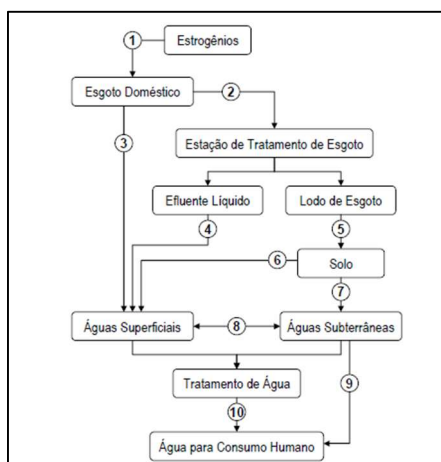 1
Estrogênios
Esgoto Doméstico
2
3
Estação de Tratamento de Esgoto
Efluente Líquido
Lodo de Esgoto
4
5
6
Solo
7
Águas Superficiais
8
Águas Subterrâneas
Tratamento de Água
9
10
Água para Consumo Humano